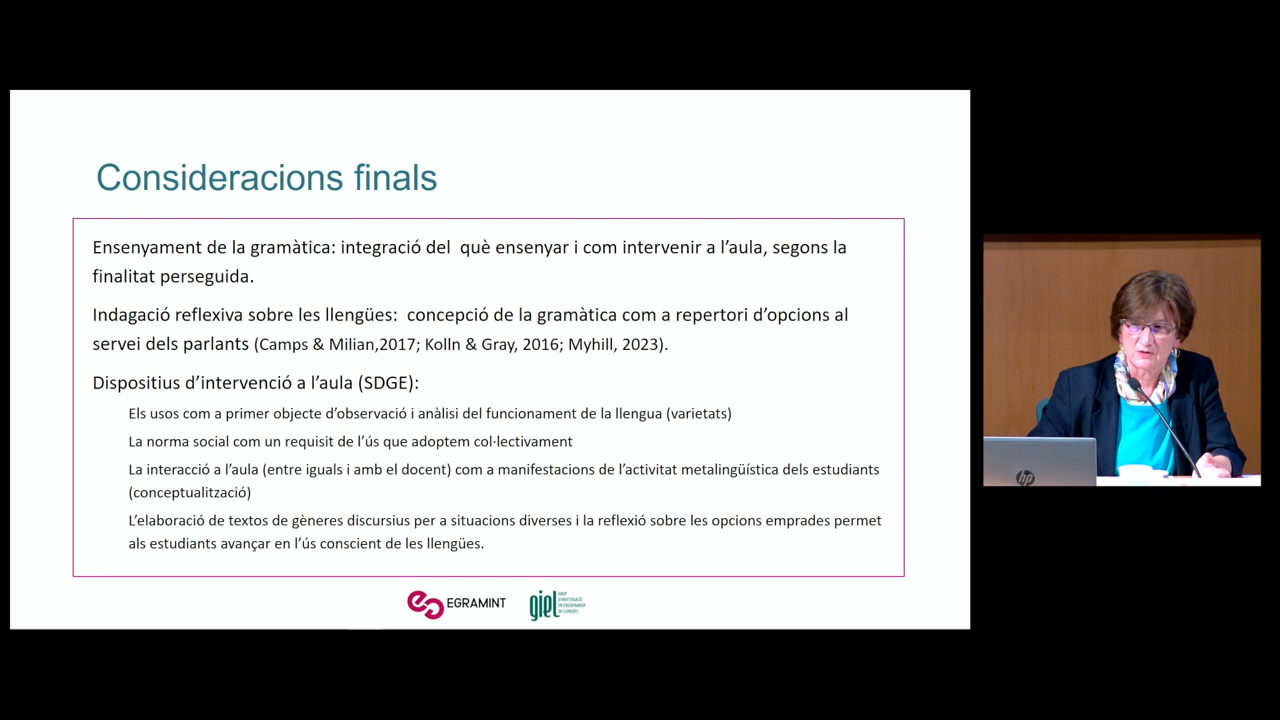 Consideracions finals
Ensenyament de la gramàtica: integració del què ensenyar i com intervenir a l'aula, segons la
finalitat perseguida.
Indagació reflexiva sobre les llengües: concepció de la gramàtica com a repertori d'opcions al
servei dels parlants (Camps & Milian,2017; Kolln & Gray, 2016; Myhill, 2023).
Dispositius d'intervenció a l'aula (SDGE):
Els usos com a primer objecte d'observació i anàlisi del funcionament de la llengua (varietats)
La norma social com un requisit de l'ús que adoptem col·lectivament
La interacció a l'aula (entre iguals i amb el docent) com a manifestacions de l'activitat metalingüística dels estudiants
(conceptualització)
L'elaboració de textos de gèneres discursius per a situacions diverses i la reflexió sobre les opcions emprades permet
als estudiants avançar en l'ús conscient de les llengües.
EGRAMINT
giel
GRUP
D'INVESTIGACIÓ
EN ENSENYAMENT
DE LLENGÜES
hp